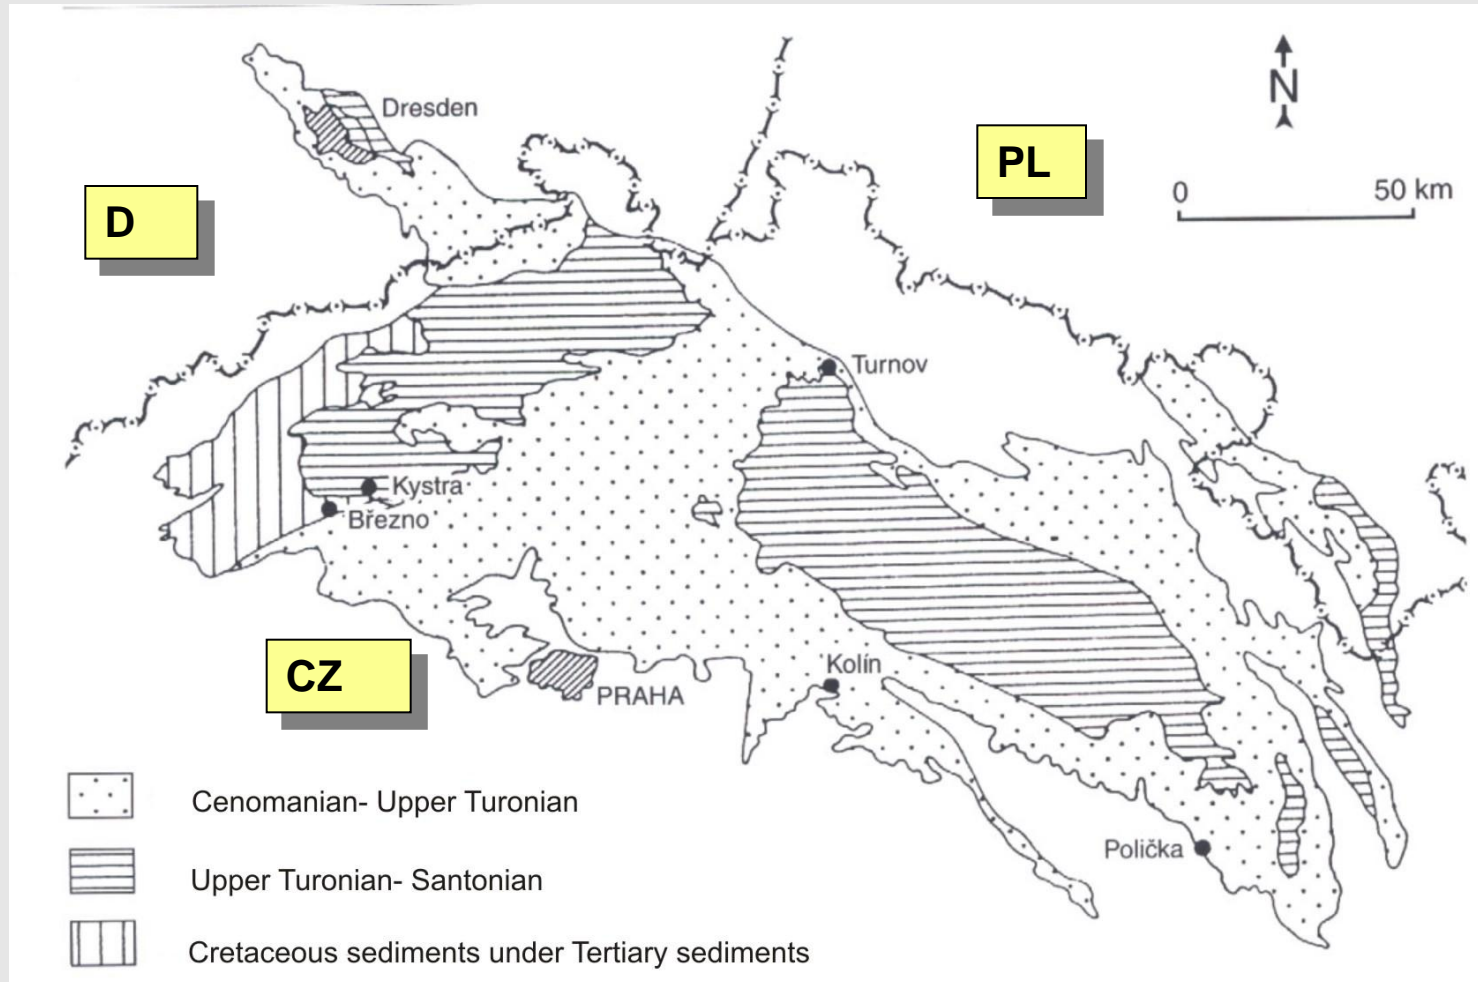 Dresden
N
PL
0 50 km
D
Turnov
Kystra
Březno
CZ
Kolín
PRAHA
Polička
Cenomanian- Upper Turonian
Upper Turonian- Santonian
Cretaceous sediments under Tertiary sediments